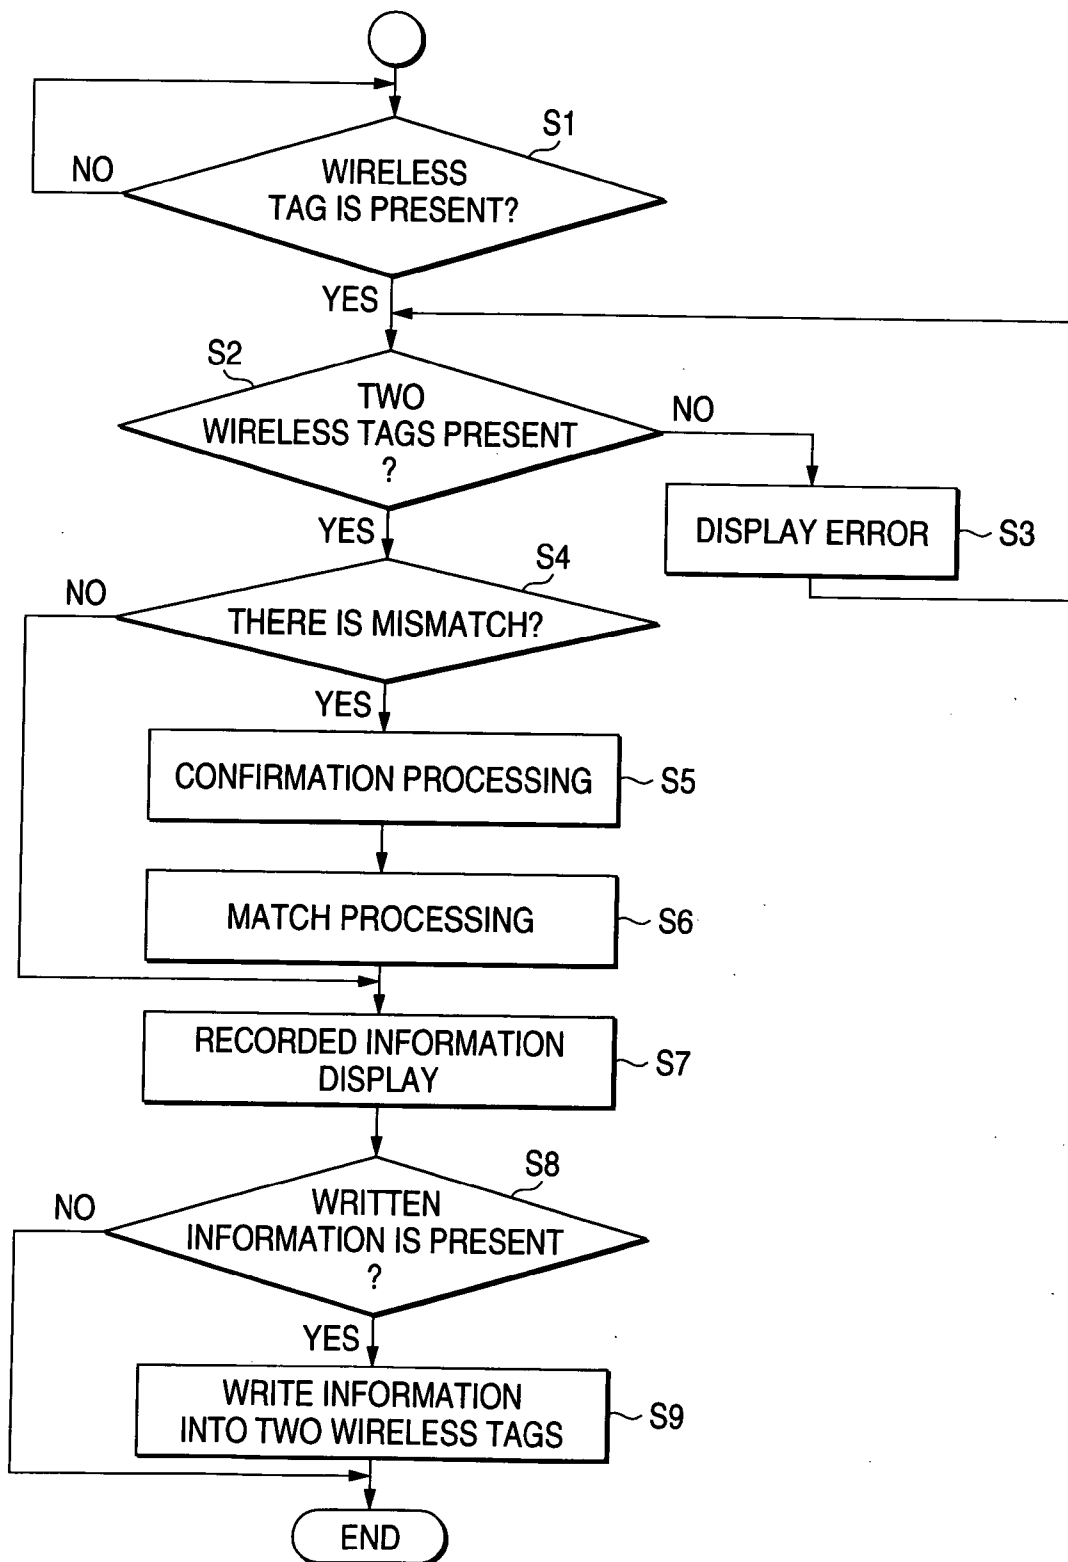 S1
NO
WIRELESS
TAG IS PRESENT?
YES
S2
TWO
WIRELESS TAGS PRESENT
?
NO
DISPLAY ERROR
S3
YES
S4
NO
THERE IS MISMATCH?
YES
CONFIRMATION PROCESSING
S5
MATCH PROCESSING
S6
RECORDED INFORMATION
DISPLAY
S7
S8
NO
WRITTEN
INFORMATION IS PRESENT
?
YES
WRITE INFORMATION
INTO TWO WIRELESS TAGS
S9
END